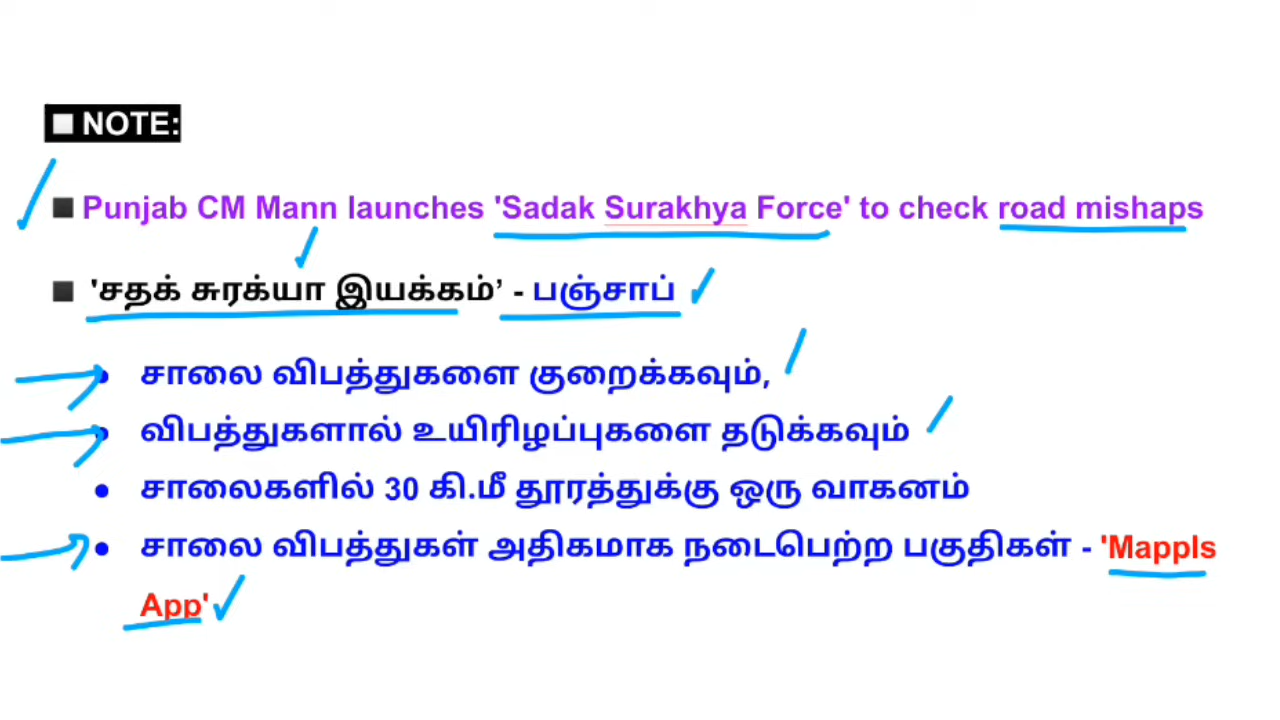 NOTE:
Punjab CM Mann launches 'Sadak Surakhya Force' to check road mishaps
'சதக் சுரக்யா இயக்கம்’ - பஞ்சாப்
சாலை விபத்துகளை குறைக்கவும்,
விபத்துகளால் உயிரிழப்புகளை தடுக்கவும்
சாலைகளில் 30 கி.மீ தூரத்துக்கு ஒரு வாகனம்
சாலை விபத்துகள் அதிகமாக நடைபெற்ற பகுதிகள் - 'Mappls
App'